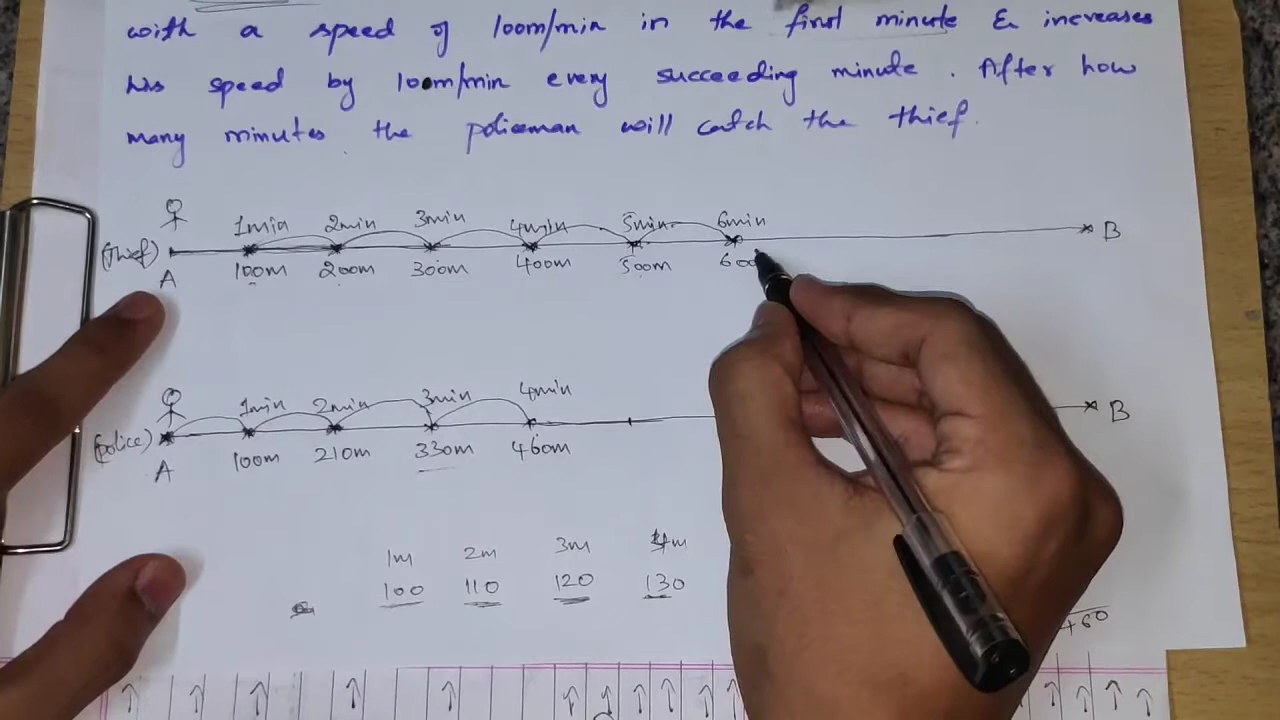 with a speed of 100m/min in the first minute & increases
his speed by 100m/min every succeeding minute. After how
many minutes the policeman will catch the thief.
1min 2min 3min 4min 5min 6min
(Thief) B
A 100m 200m 300m 400m 500m 600
1min 2min 3min 4min
(police) B
A 100m 210m 330m 460m
1m 2m 3m 4m
100 110 120 130
+60